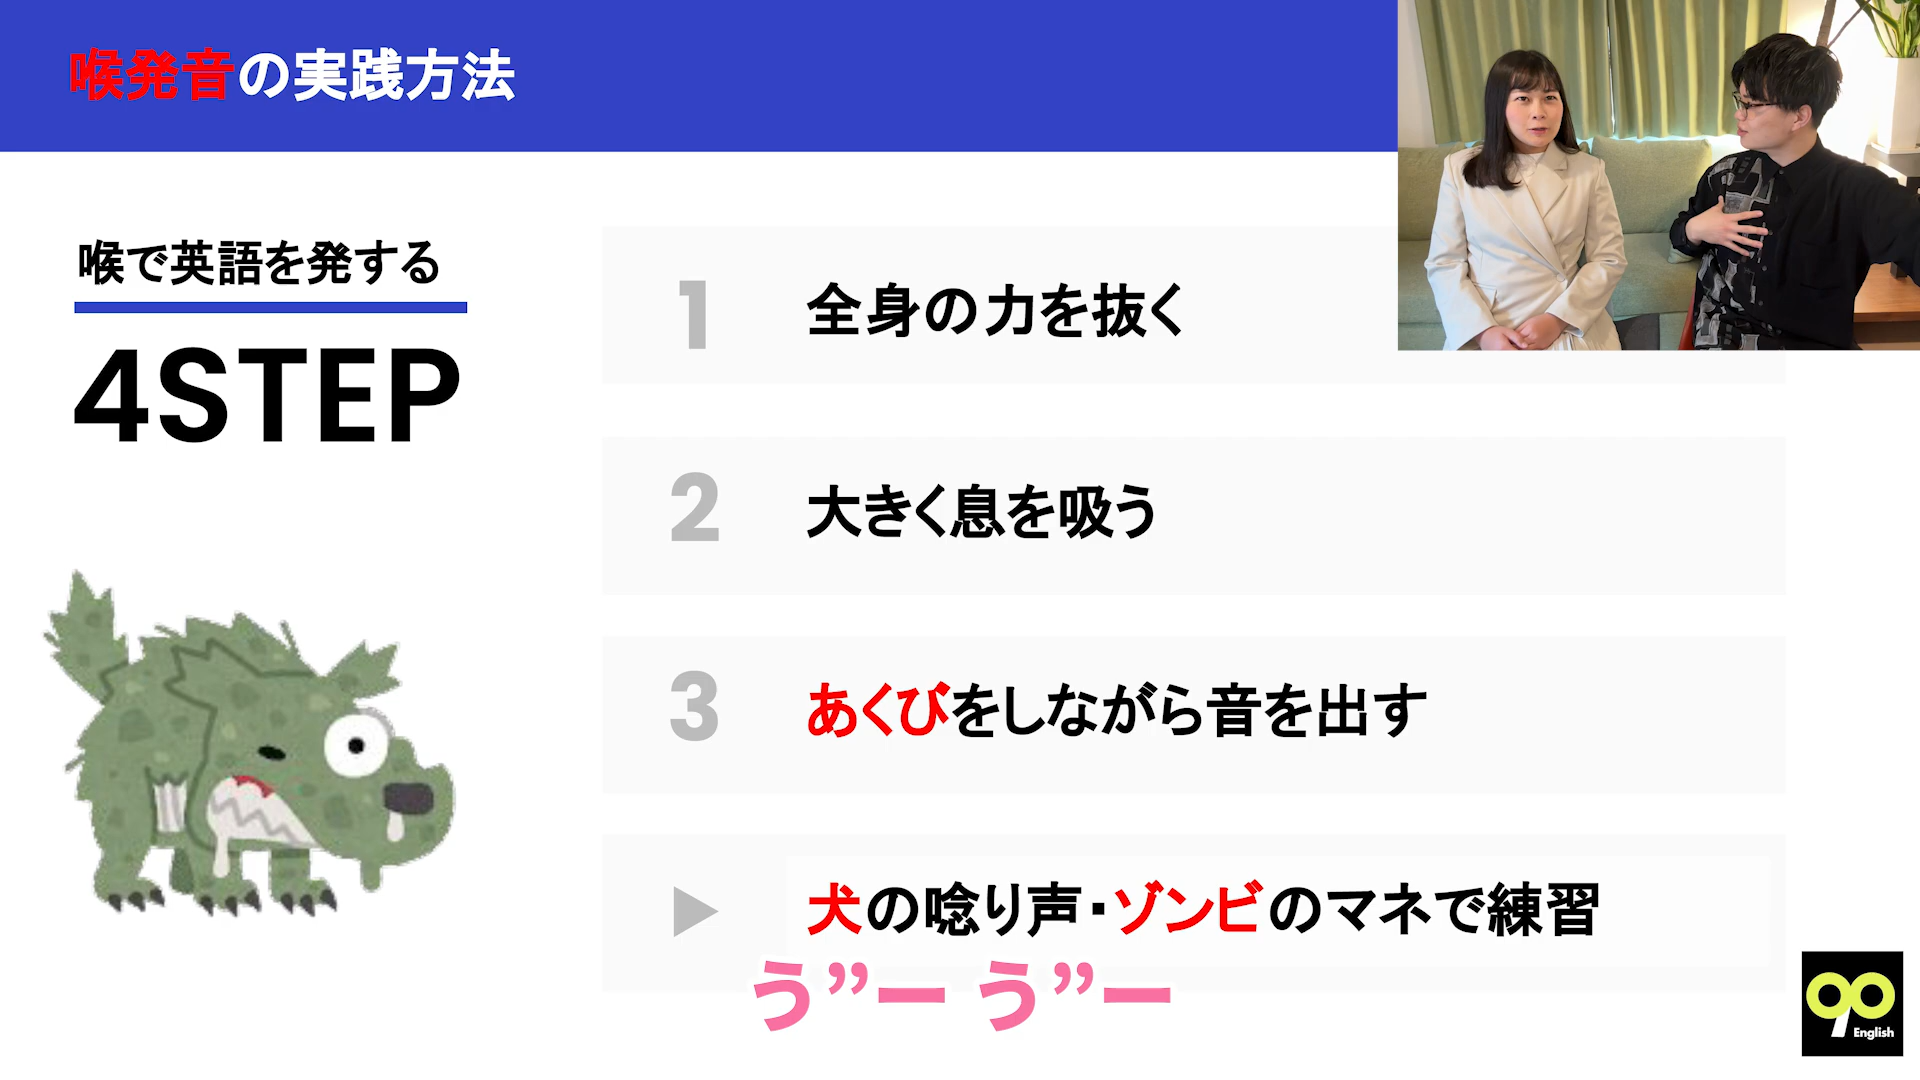 喉発音の実践方法
喉で英語を発する
4STEP
1 全身の力を抜く
2 大きく息を吸う
3 あくびをしながら音を出す
▶ 犬の唸り声・ゾンビのマネで練習
う”ー う”ー
90
English